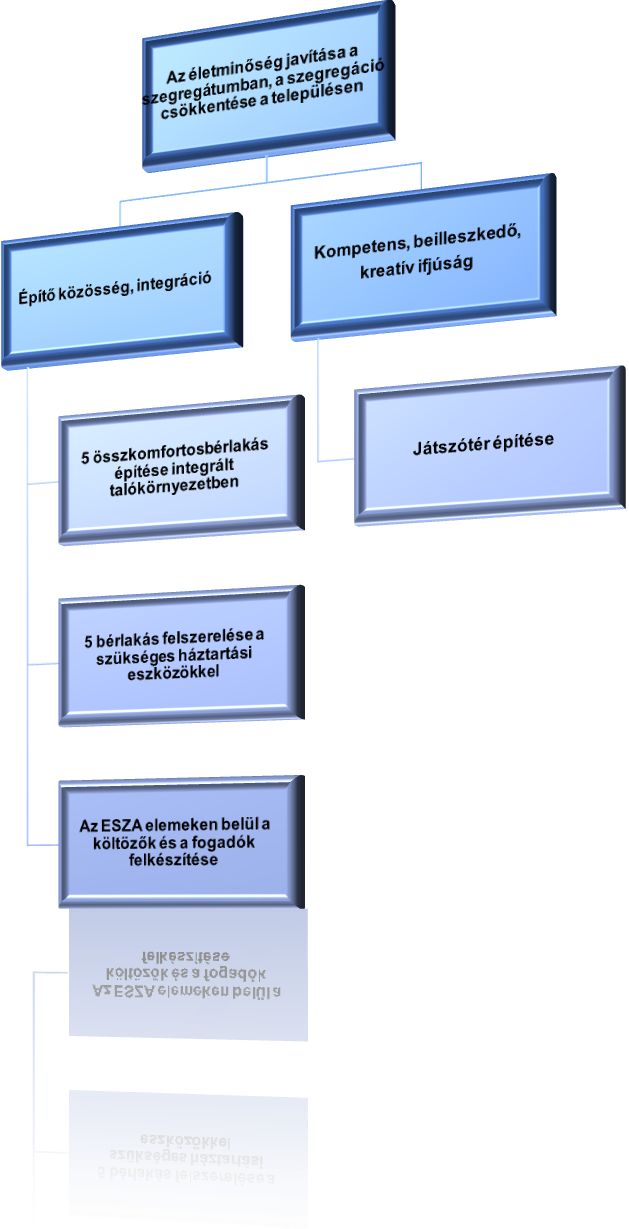 Az életminőség javítása a
szegregátumban, a szegregáció
csökkentése a településen
Építő közösség, integráció
Kompetens, beilleszkedő,
kreatív ifjúság
5 összkomfortosbérlakás
építése integrált
talókörnyezetben
Játszótér építése
5 bérlakás felszerelése a
szükséges háztartási
eszközökkel
Az ESZA elemeken belül a
költözők és a fogadók
felkészítése